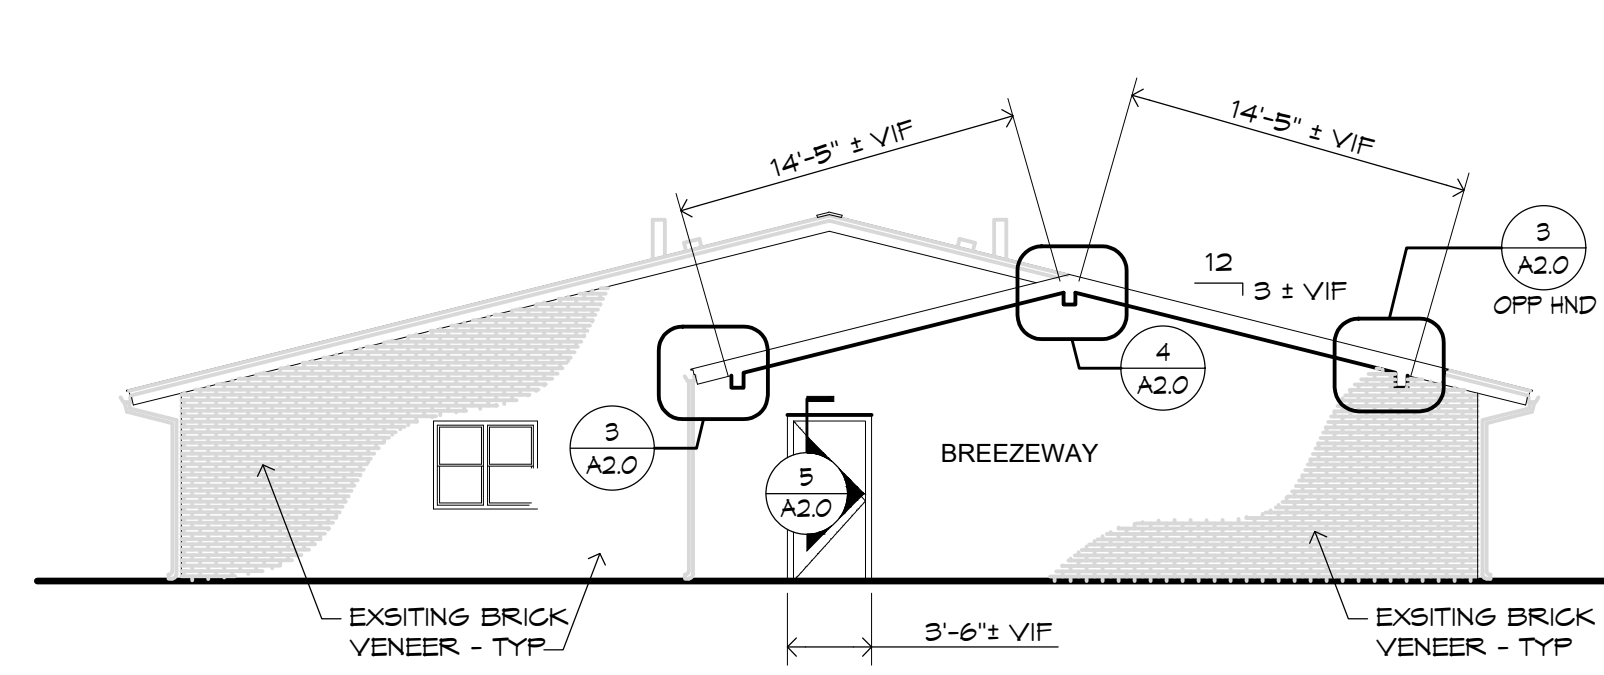 14'-5" ± VIF
14'-5" ± VIF
12
3 ± VIF
3
A2.0
OPP HND
4
A2.0
3
A2.0
5
A2.0
BREEZEWAY
EXSITING BRICK
VENEER - TYP
3'-6"± VIF
EXSITING BRICK
VENEER - TYP